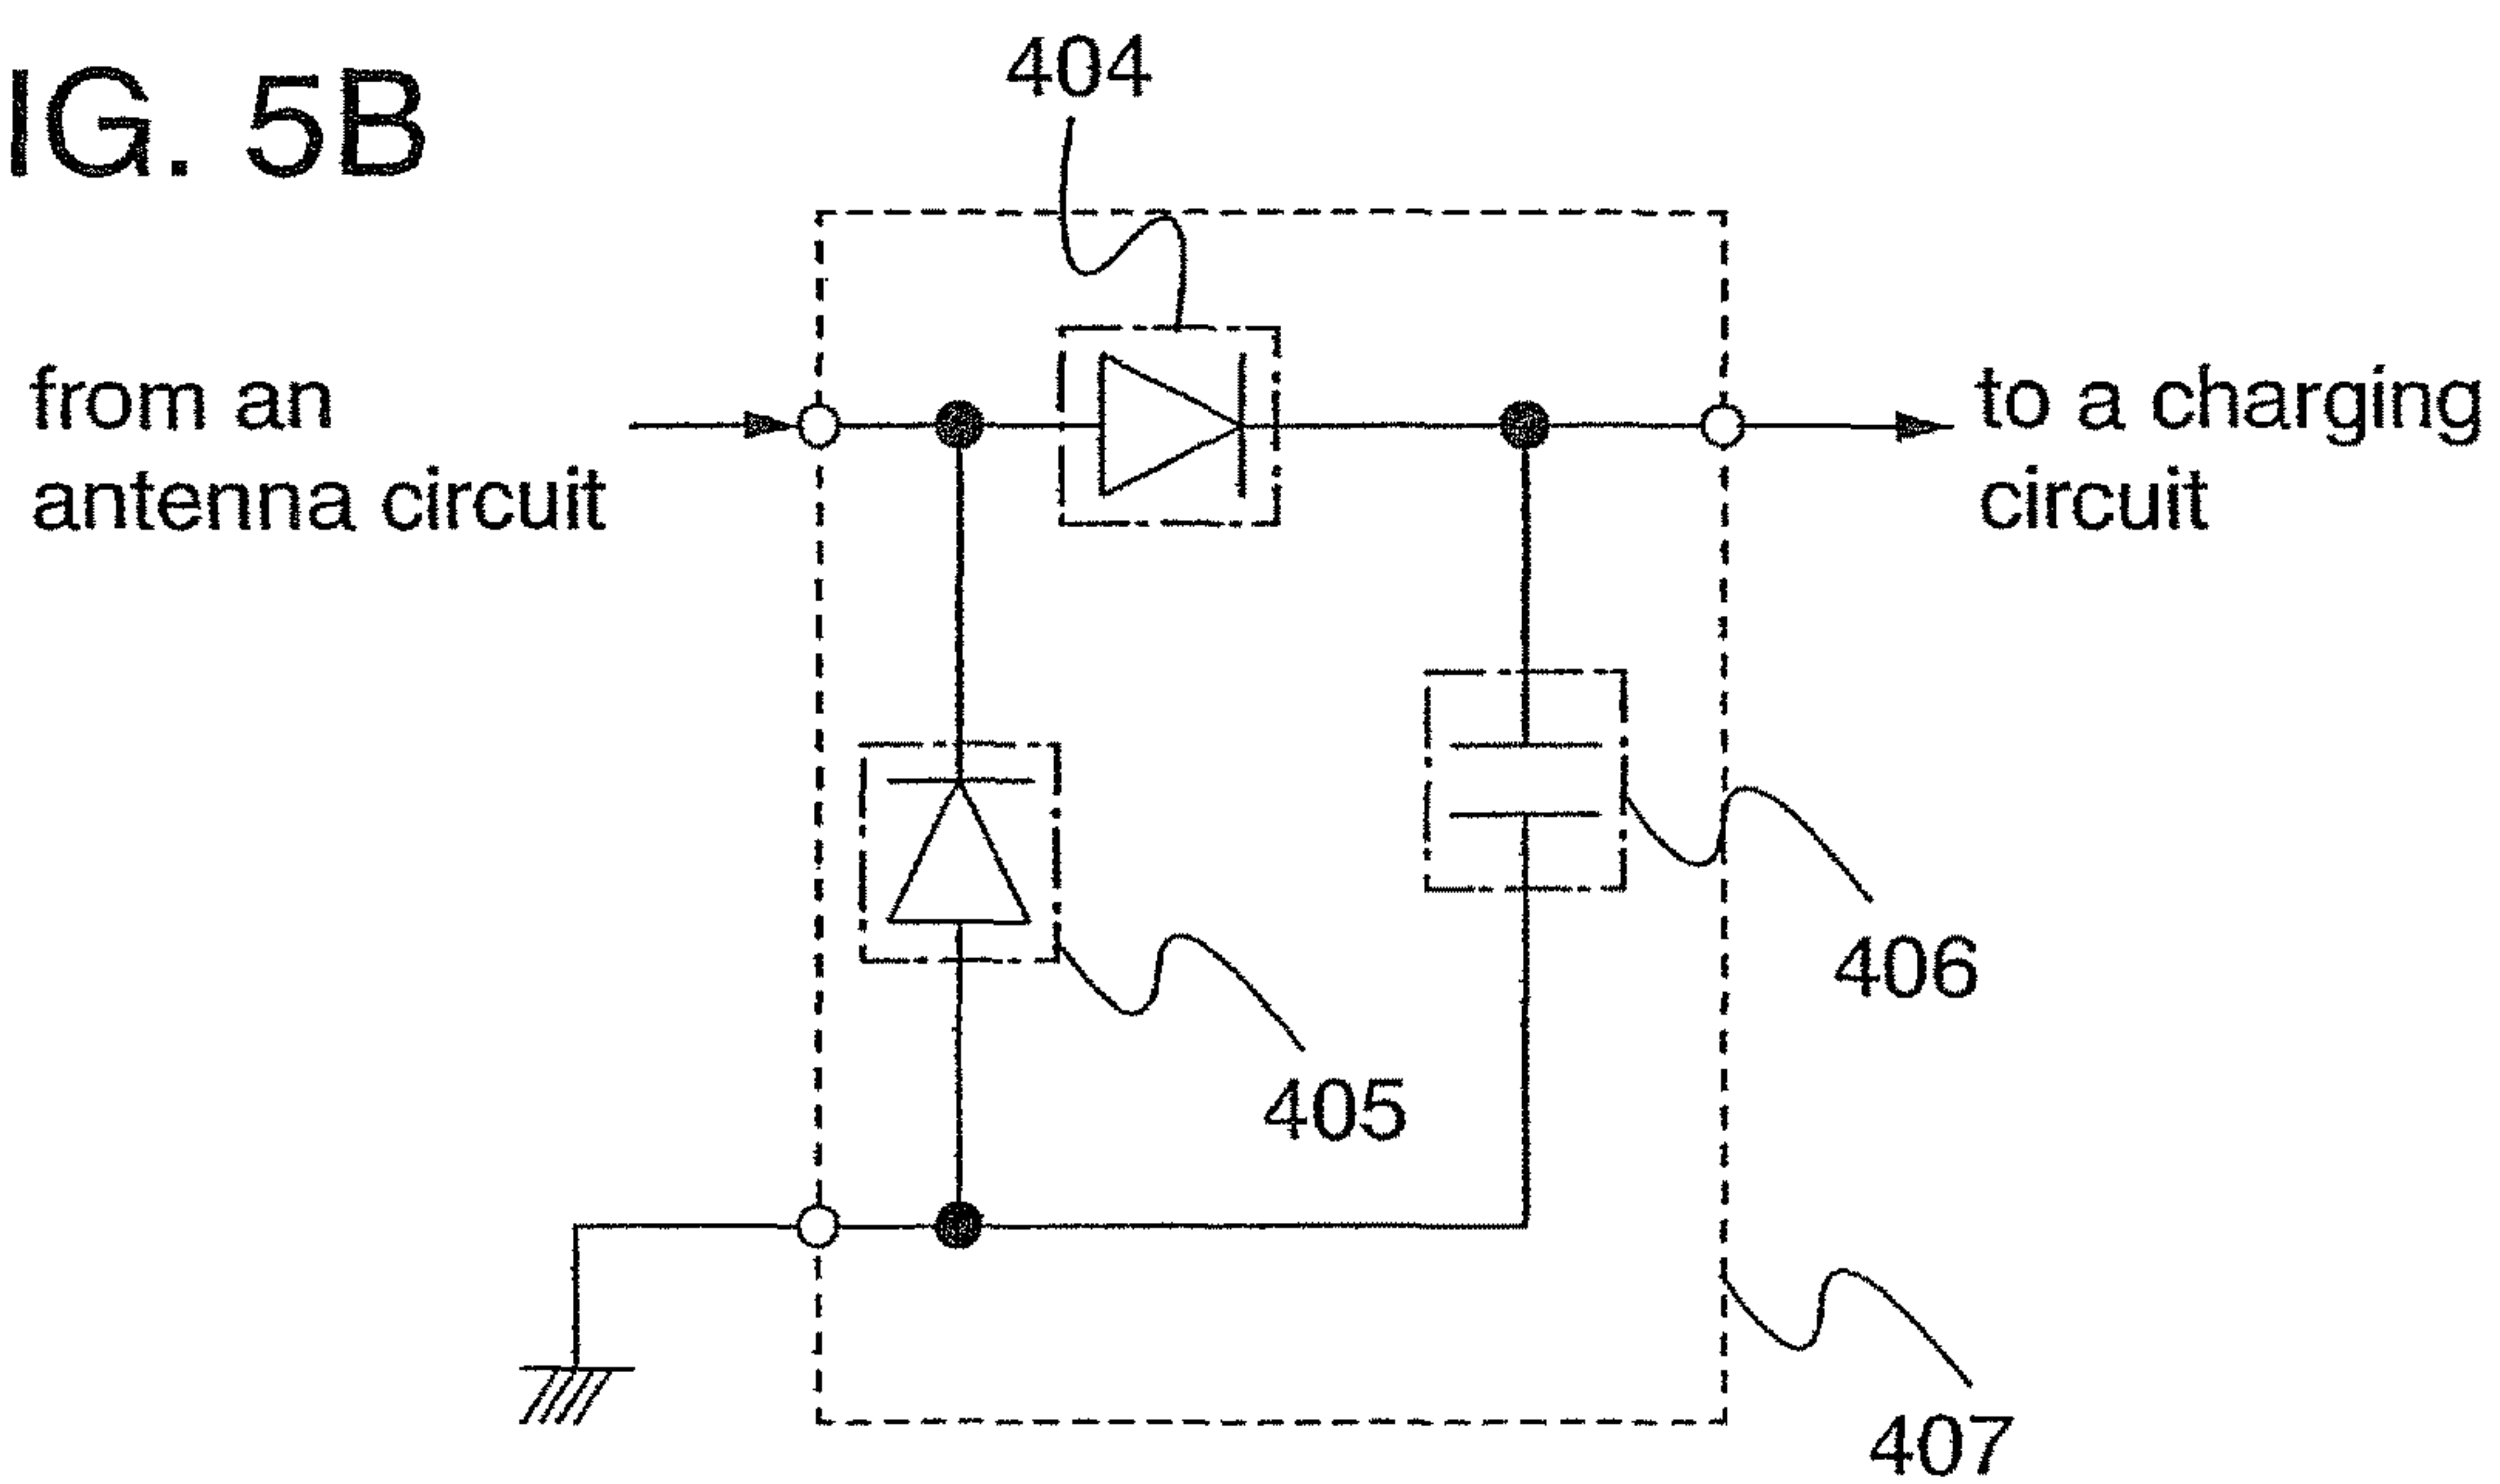 IG. 5B
404
from an
antenna circuit
to a charging
circuit
406
405
407